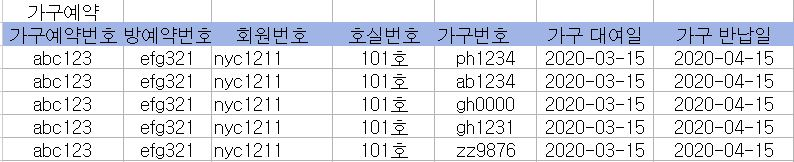 가구예약
가구예약번호 방예약번호 회원번호 호실번호 가구번호 가구 대여일 가구 반납일
abc123 efg321 nyc1211 101호 ph1234 2020-03-15 2020-04-15
abc123 efg321 nyc1211 101호 ab1234 2020-03-15 2020-04-15
abc123 efg321 nyc1211 101호 gh0000 2020-03-15 2020-04-15
abc123 efg321 nyc1211 101호 gh1231 2020-03-15 2020-04-15
abc123 efg321 nyc1211 101호 zz9876 2020-03-15 2020-04-15